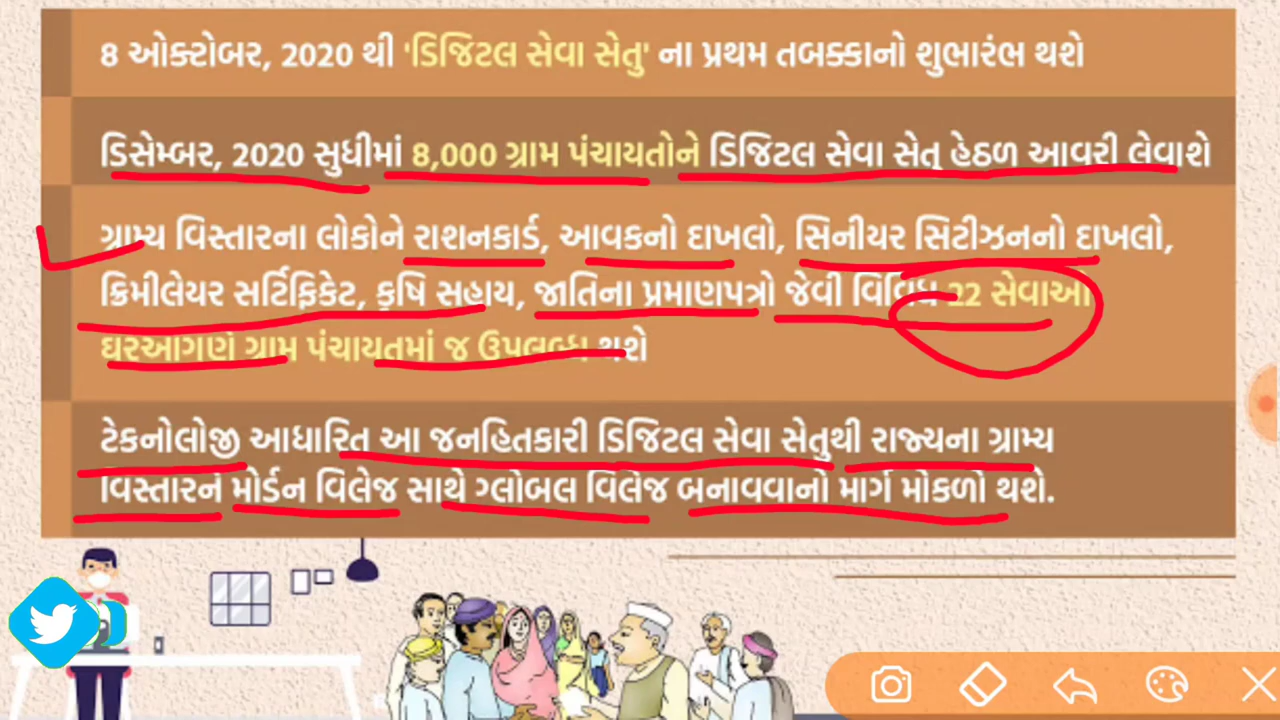 8 ઓક્ટોબર, 2020 થી 'ડિજિટલ સેવા સેતુ' ના પ્રથમ તબક્કાનો શુભારંભ થશે
ડિસેમ્બર, 2020 સુધીમાં 8,000 ગ્રામ પંચાયતોને ડિજિટલ સેવા સેતુ હેઠળ આવરી લેવાશે
ગ્રામ્ય વિસ્તારના લોકોને રાશનકાર્ડ, આવકનો દાખલો, સિનીયર સિટીઝનનો દાખલો,
ક્રિમીલેયર સર્ટિફિકેટ, કૃષિ સહાય, જાતિના પ્રમાણપત્રો જેવી વિવિધ 22 સેવાઓ
ઘરઆંગણે ગ્રામ પંચાયતમાં જ ઉપલબ્ધ થશે
ટેકનોલોજી આધારિત આ જનહિતકારી ડિજિટલ સેવા સેતુથી રાજ્યના ગ્રામ્ય
વિસ્તારને મોર્ડન વિલેજ સાથે ગ્લોબલ વિલેજ બનાવવાનો માર્ગ મોકળો થશે.